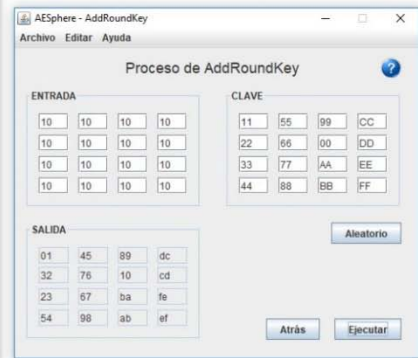 AESphere - AddRoundKey
Archivo Editar Ayuda
Proceso de AddRoundKey
?
ENTRADA
10 10 10 10
10 10 10 10
10 10 10 10
10 10 10 10
CLAVE
11 55 99 CC
22 66 00 DD
33 77 AA EE
44 88 BB FF
SALIDA
01 45 89 dc
32 76 10 cd
23 67 ba fe
54 98 ab ef
Aleatorio
Atrás Ejecutar